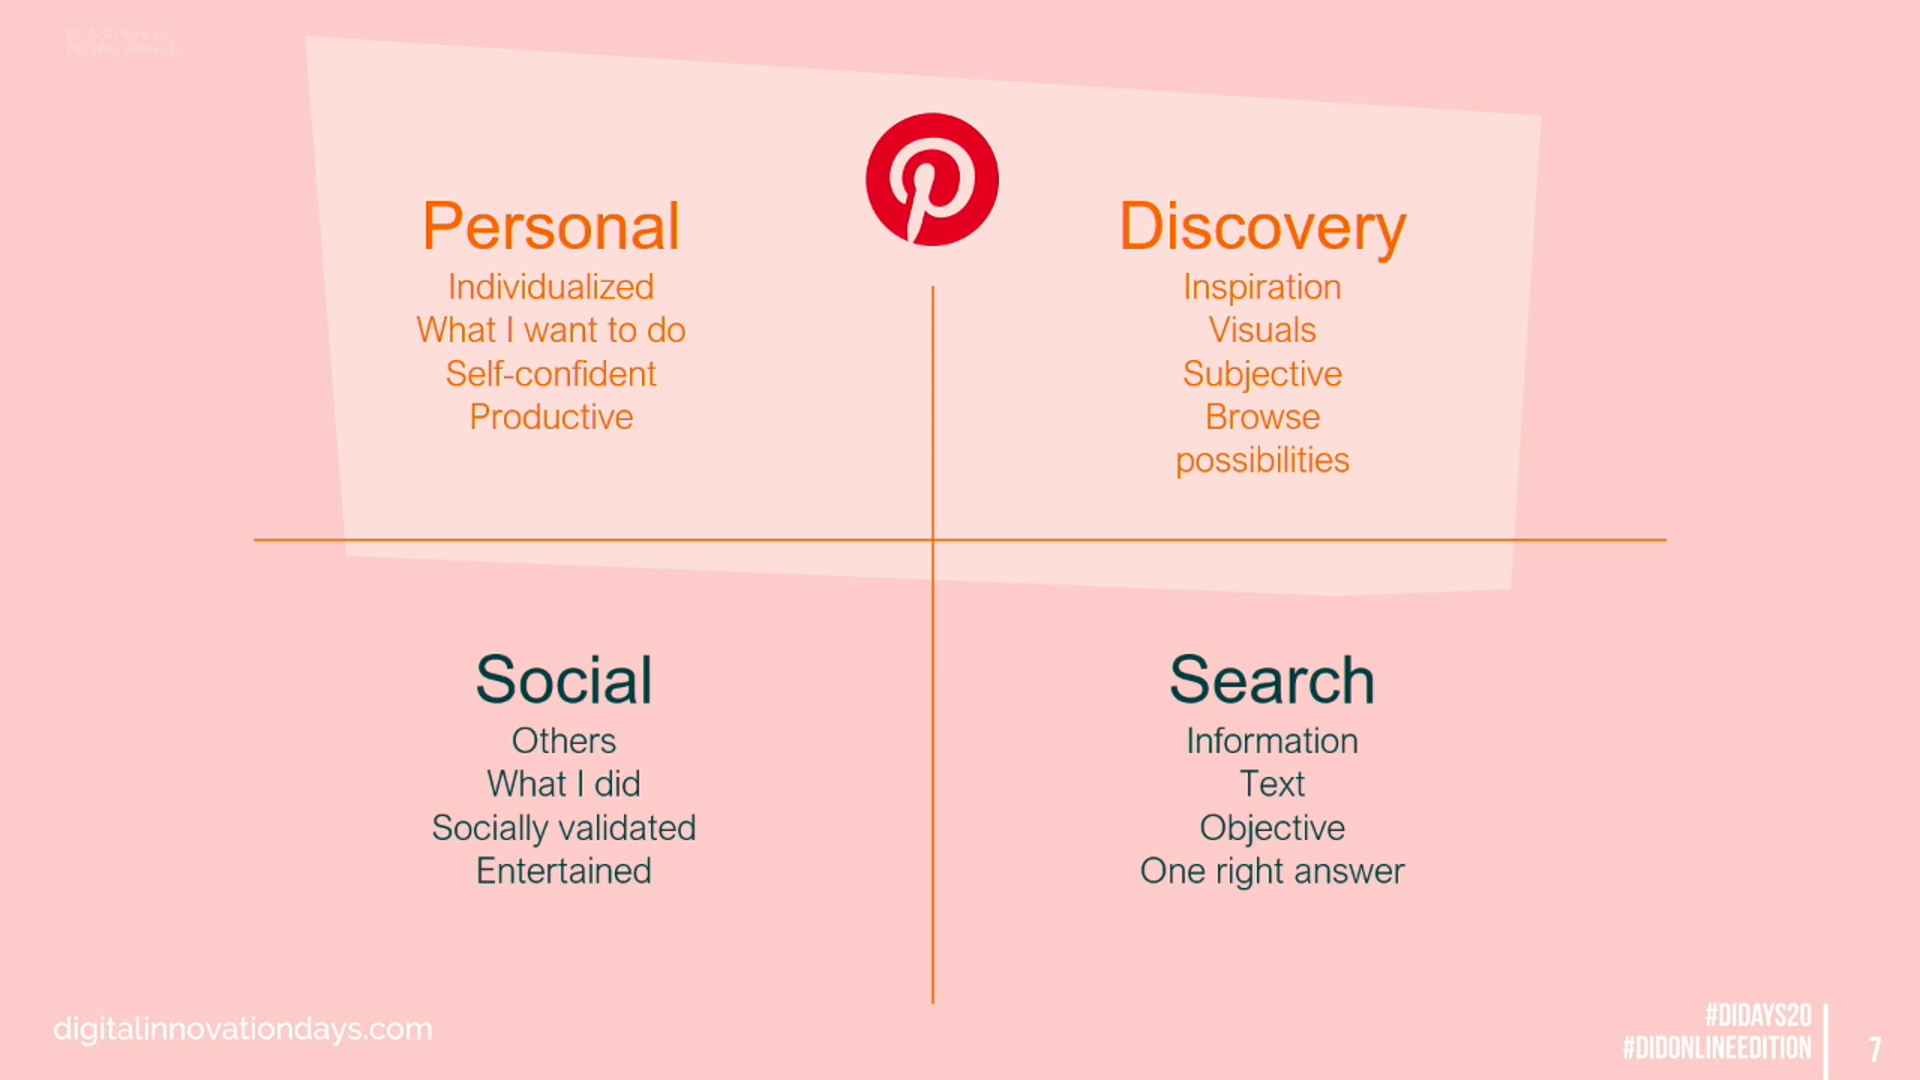 Personal
Individualized
What I want to do
Self-confident
Productive
Discovery
Inspiration
Visuals
Subjective
Browse
possibilities
Social
Others
What I did
Socially validated
Entertained
Search
Information
Text
Objective
One right answer
digitalinnovationdays.com
#DIDAYS20
#DIDONLINEEDITION
7